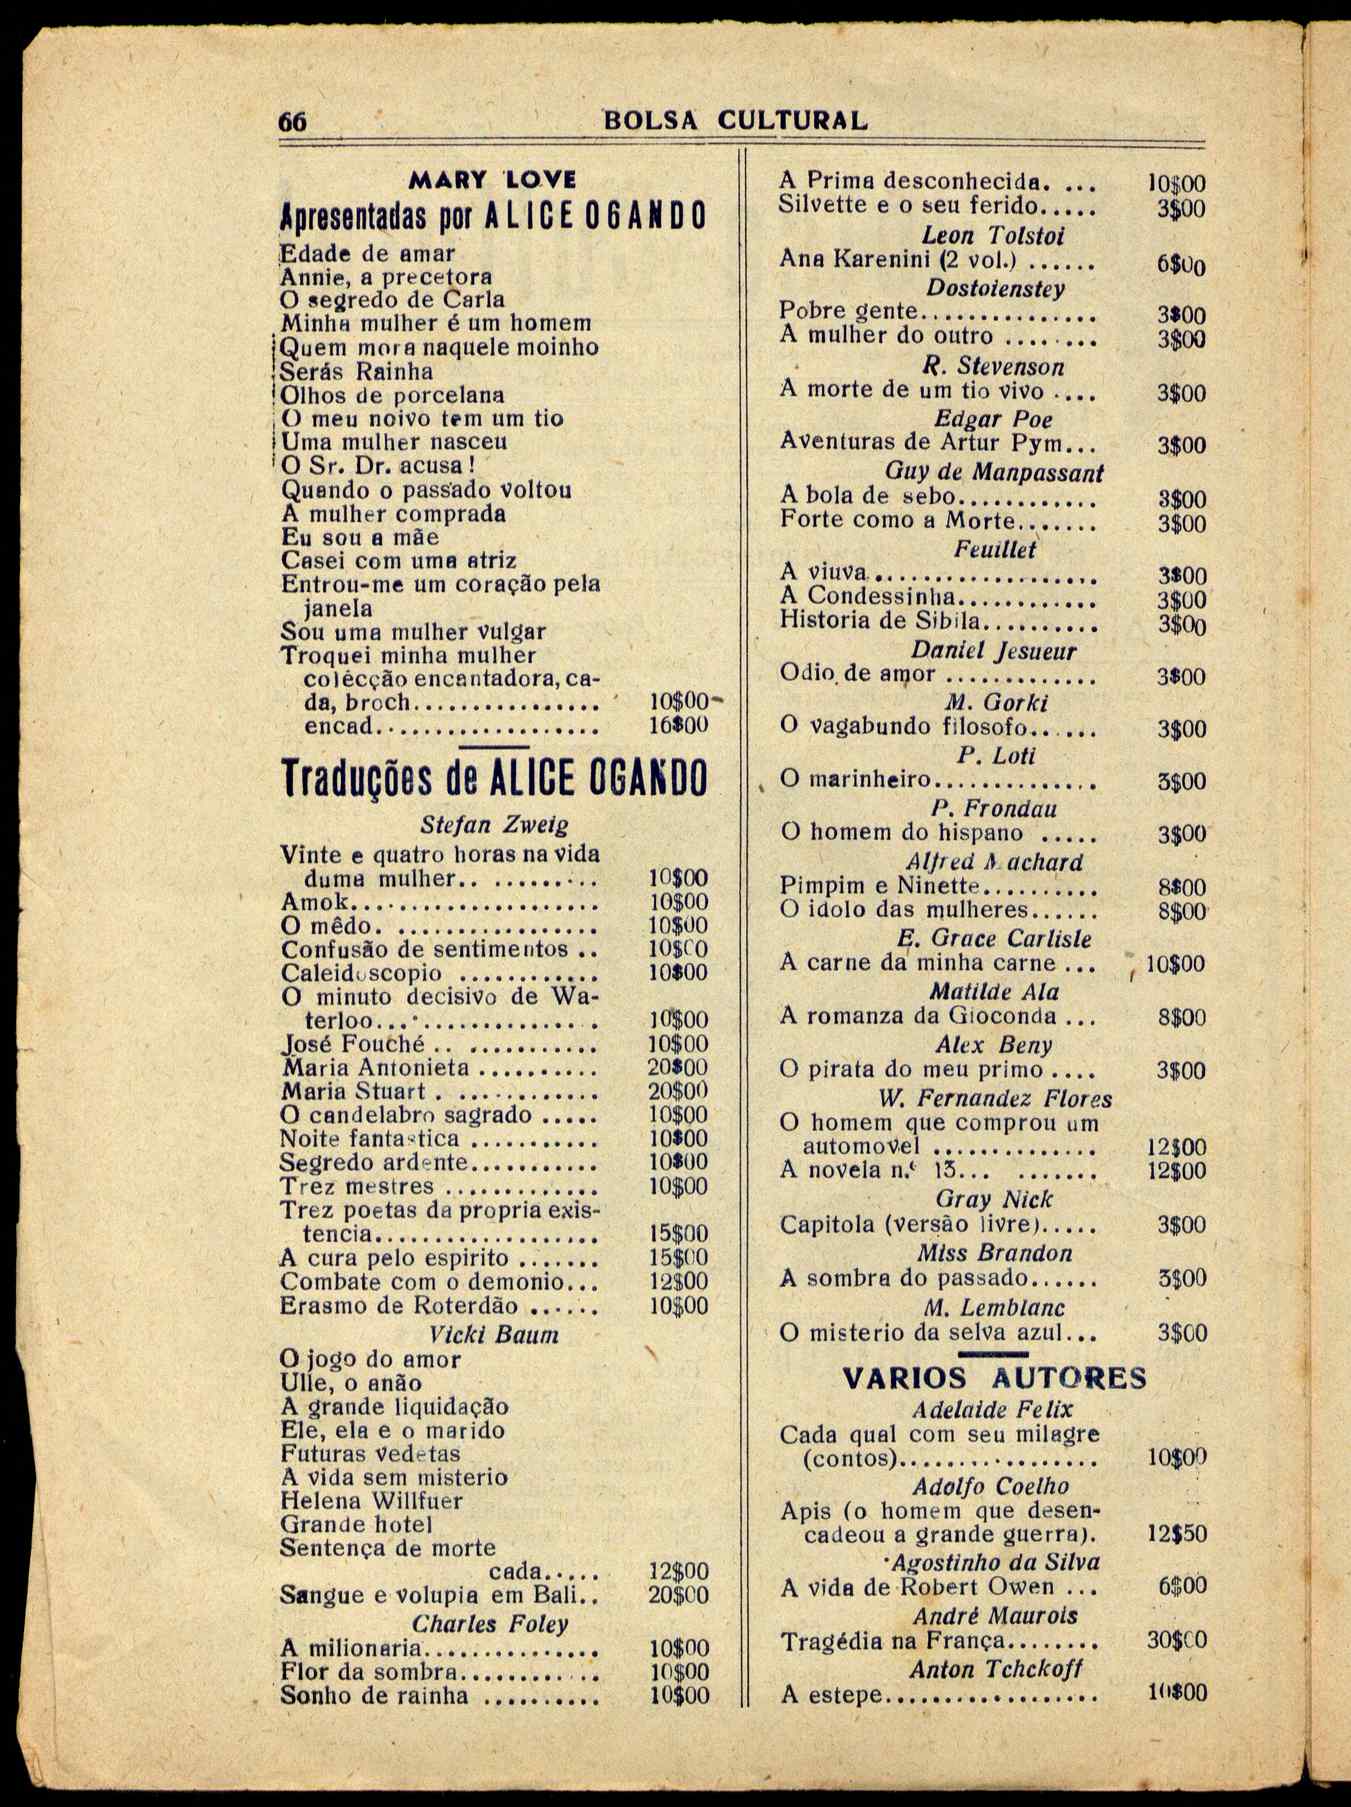 66
BOLSA CULTURAL
MARY LOVE
Apresentadas por ALICE OGANDO
Edade de amar
Annie, a precetora
O segredo de Carla
Minha mulher é um homem
Quem mora naquele moinho
Serás Rainha
Olhos de porcelana
O meu noivo tem um tio
Uma mulher nasceu
O Sr. Dr. acusa!
Quando o passado voltou
A mulher comprada
Eu sou a mãe
Casei com uma atriz
Entrou-me um coração pela
janela
Sou uma mulher vulgar
Troquei minha mulher
colècção encantadora, ca-
da, broch................ 10$00
encad................... 16$00
Traduções de ALICE OGANDO
Stefan Zweig
Vinte e quatro horas na vida
duma mulher.. ......... 10$00
Amok..................... 10$00
O mêdo. ................. 10$00
Confusão de sentimentos .. 10$00
Caleidoscopio ............ 10$00
O minuto decisivo de Wa-
terloo................... 10$00
José Fouché .. ........... 10$00
Maria Antonieta .......... 20$00
Maria Stuart . ............ 20$00
O candelabro sagrado ..... 10$00
Noite fantastica ........... 10$00
Segredo ardente........... 10$00
Trez mestres ............. 10$00
Trez poetas da propria exis-
tencia................... 15$00
A cura pelo espirito ....... 15$00
Combate com o demonio... 12$00
Erasmo de Roterdão ...... 10$00
Vicki Baum
O jogo do amor
Ulle, o anão
A grande liquidação
Ele, ela e o marido
Futuras vedetas
A vida sem misterio
Helena Willfuer
Grande hotel
Sentença de morte
cada..... 12$00
Sangue e volupia em Bali.. 20$00
Charles Foley
A milionaria............... 10$00
Flor da sombra............ 10$00
Sonho de rainha .......... 10$00
A Prima desconhecida. ... 10$00
Silvette e o seu ferido..... 3$00
Leon Tolstoi
Ana Karenini (2 vol.) ...... 6$00
Dostoienstey
Pobre gente............... 3$00
A mulher do outro ........ 3$00
R. Stevenson
A morte de um tio vivo .... 3$00
Edgar Poe
Aventuras de Artur Pym... 3$00
Guy de Manpassant
A bola de sebo............ 3$00
Forte como a Morte....... 3$00
Feuillet
A viuva................... 3$00
A Condessinha............ 3$00
Historia de Sibila.......... 3$00
Daniel Jesueur
Odio de amor ............. 3$00
M. Gorki
O vagabundo filosofo...... 3$00
P. Loti
O marinheiro.............. 3$00
P. Frondau
O homem do hispano ..... 3$00
Alfred Machard
Pimpim e Ninette.......... 8$00
O idolo das mulheres...... 8$00
E. Grace Carlisle
A carne da minha carne ... 10$00
Matilde Ala
A romanza da Gioconda ... 8$00
Alex Beny
O pirata do meu primo .... 3$00
W. Fernandez Flores
O homem que comprou um
automovel .............. 12$00
A novela n.º 13... ....... 12$00
Gray Nick
Capitola (versão livre)..... 3$00
Miss Brandon
A sombra do passado...... 3$00
M. Lemblanc
O misterio da selva azul... 3$00
VARIOS AUTORES
Adelaide Felix
Cada qual com seu milagre
(contos)................. 10$00
Adolfo Coelho
Apis (o homem que desen-
cadeou a grande guerra). 12$50
Agostinho da Silva
A vida de Robert Owen ... 6$00
André Maurois
Tragédia na França........ 30$00
Anton Tchckoff
A estepe.................. 10$00